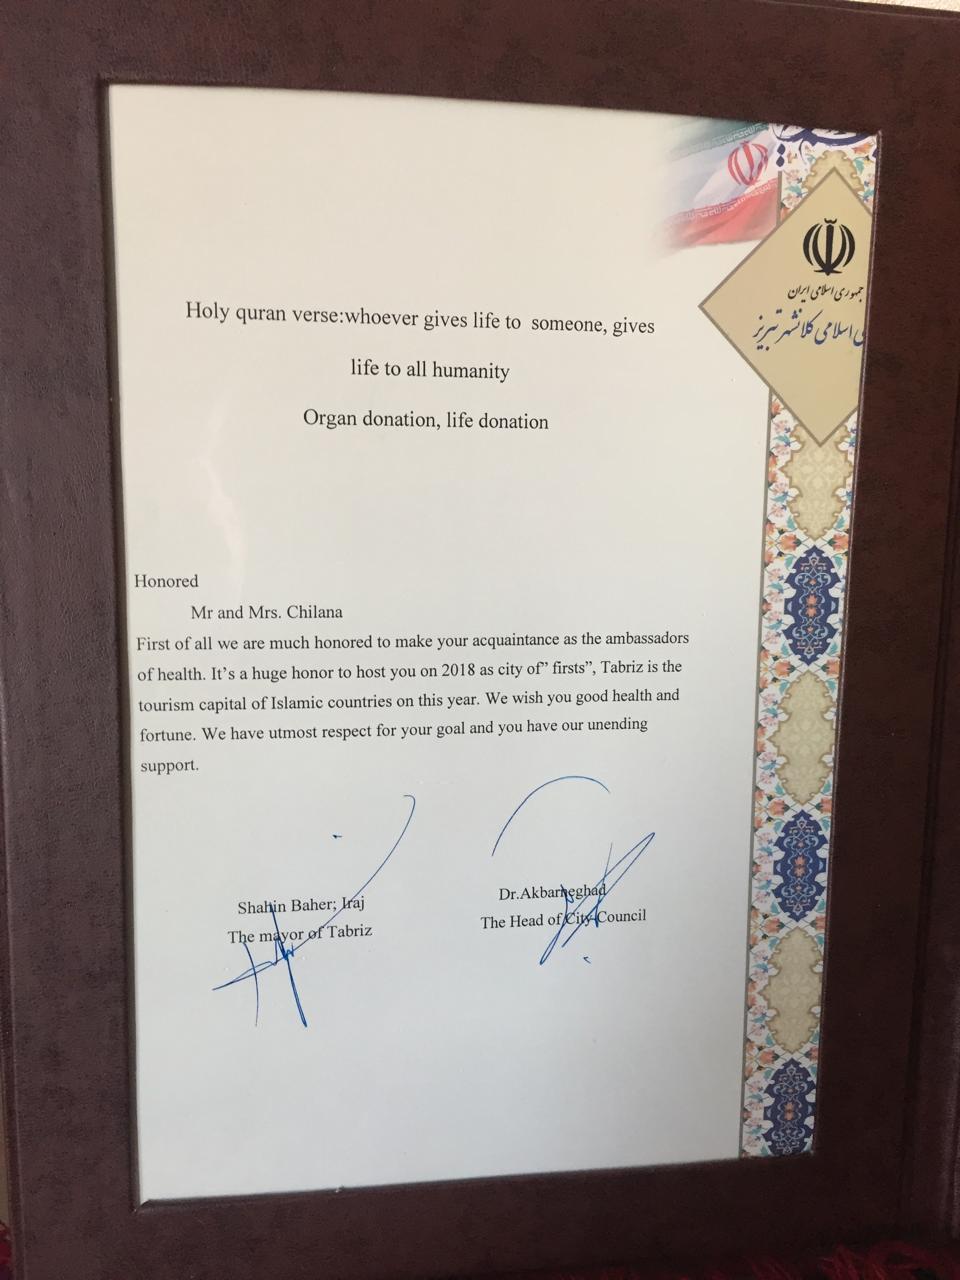 جمهوری اسلامی ایران
اسلامی کلانشهر تبریز
Holy quran verse:whoever gives life to someone, gives
life to all humanity
Organ donation, life donation
Honored
Mr and Mrs. Chilana
First of all we are much honored to make your acquaintance as the ambassadors
of health. It's a huge honor to host you on 2018 as city of” firsts”, Tabriz is the
tourism capital of Islamic countries on this year. We wish you good health and
fortune. We have utmost respect for your goal and you have our unending
support.
Shahin Baher; Iraj
The mayor of Tabriz
Dr.Akbarneghad
The Head of City Council